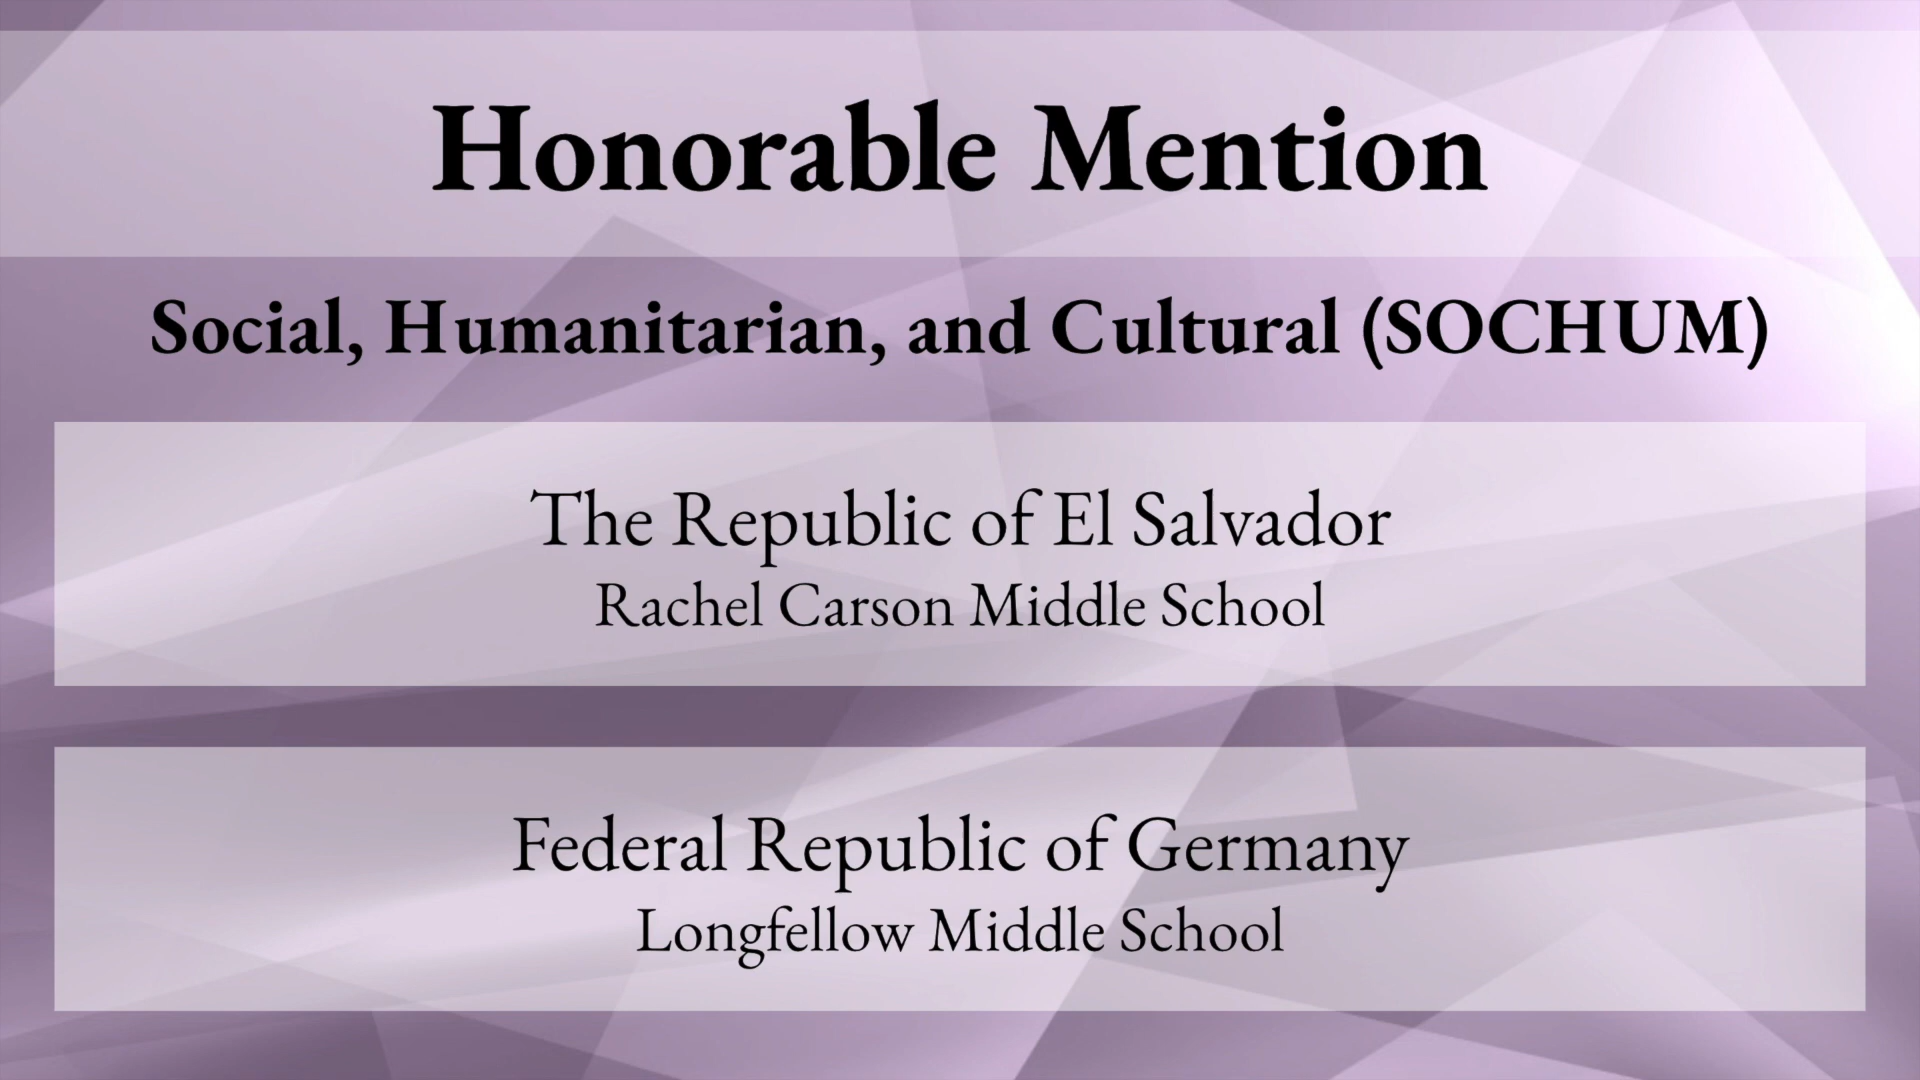 Honorable Mention
Social, Humanitarian, and Cultural (SOCHUM)
The Republic of El Salvador
Rachel Carson Middle School
Federal Republic of Germany
Longfellow Middle School